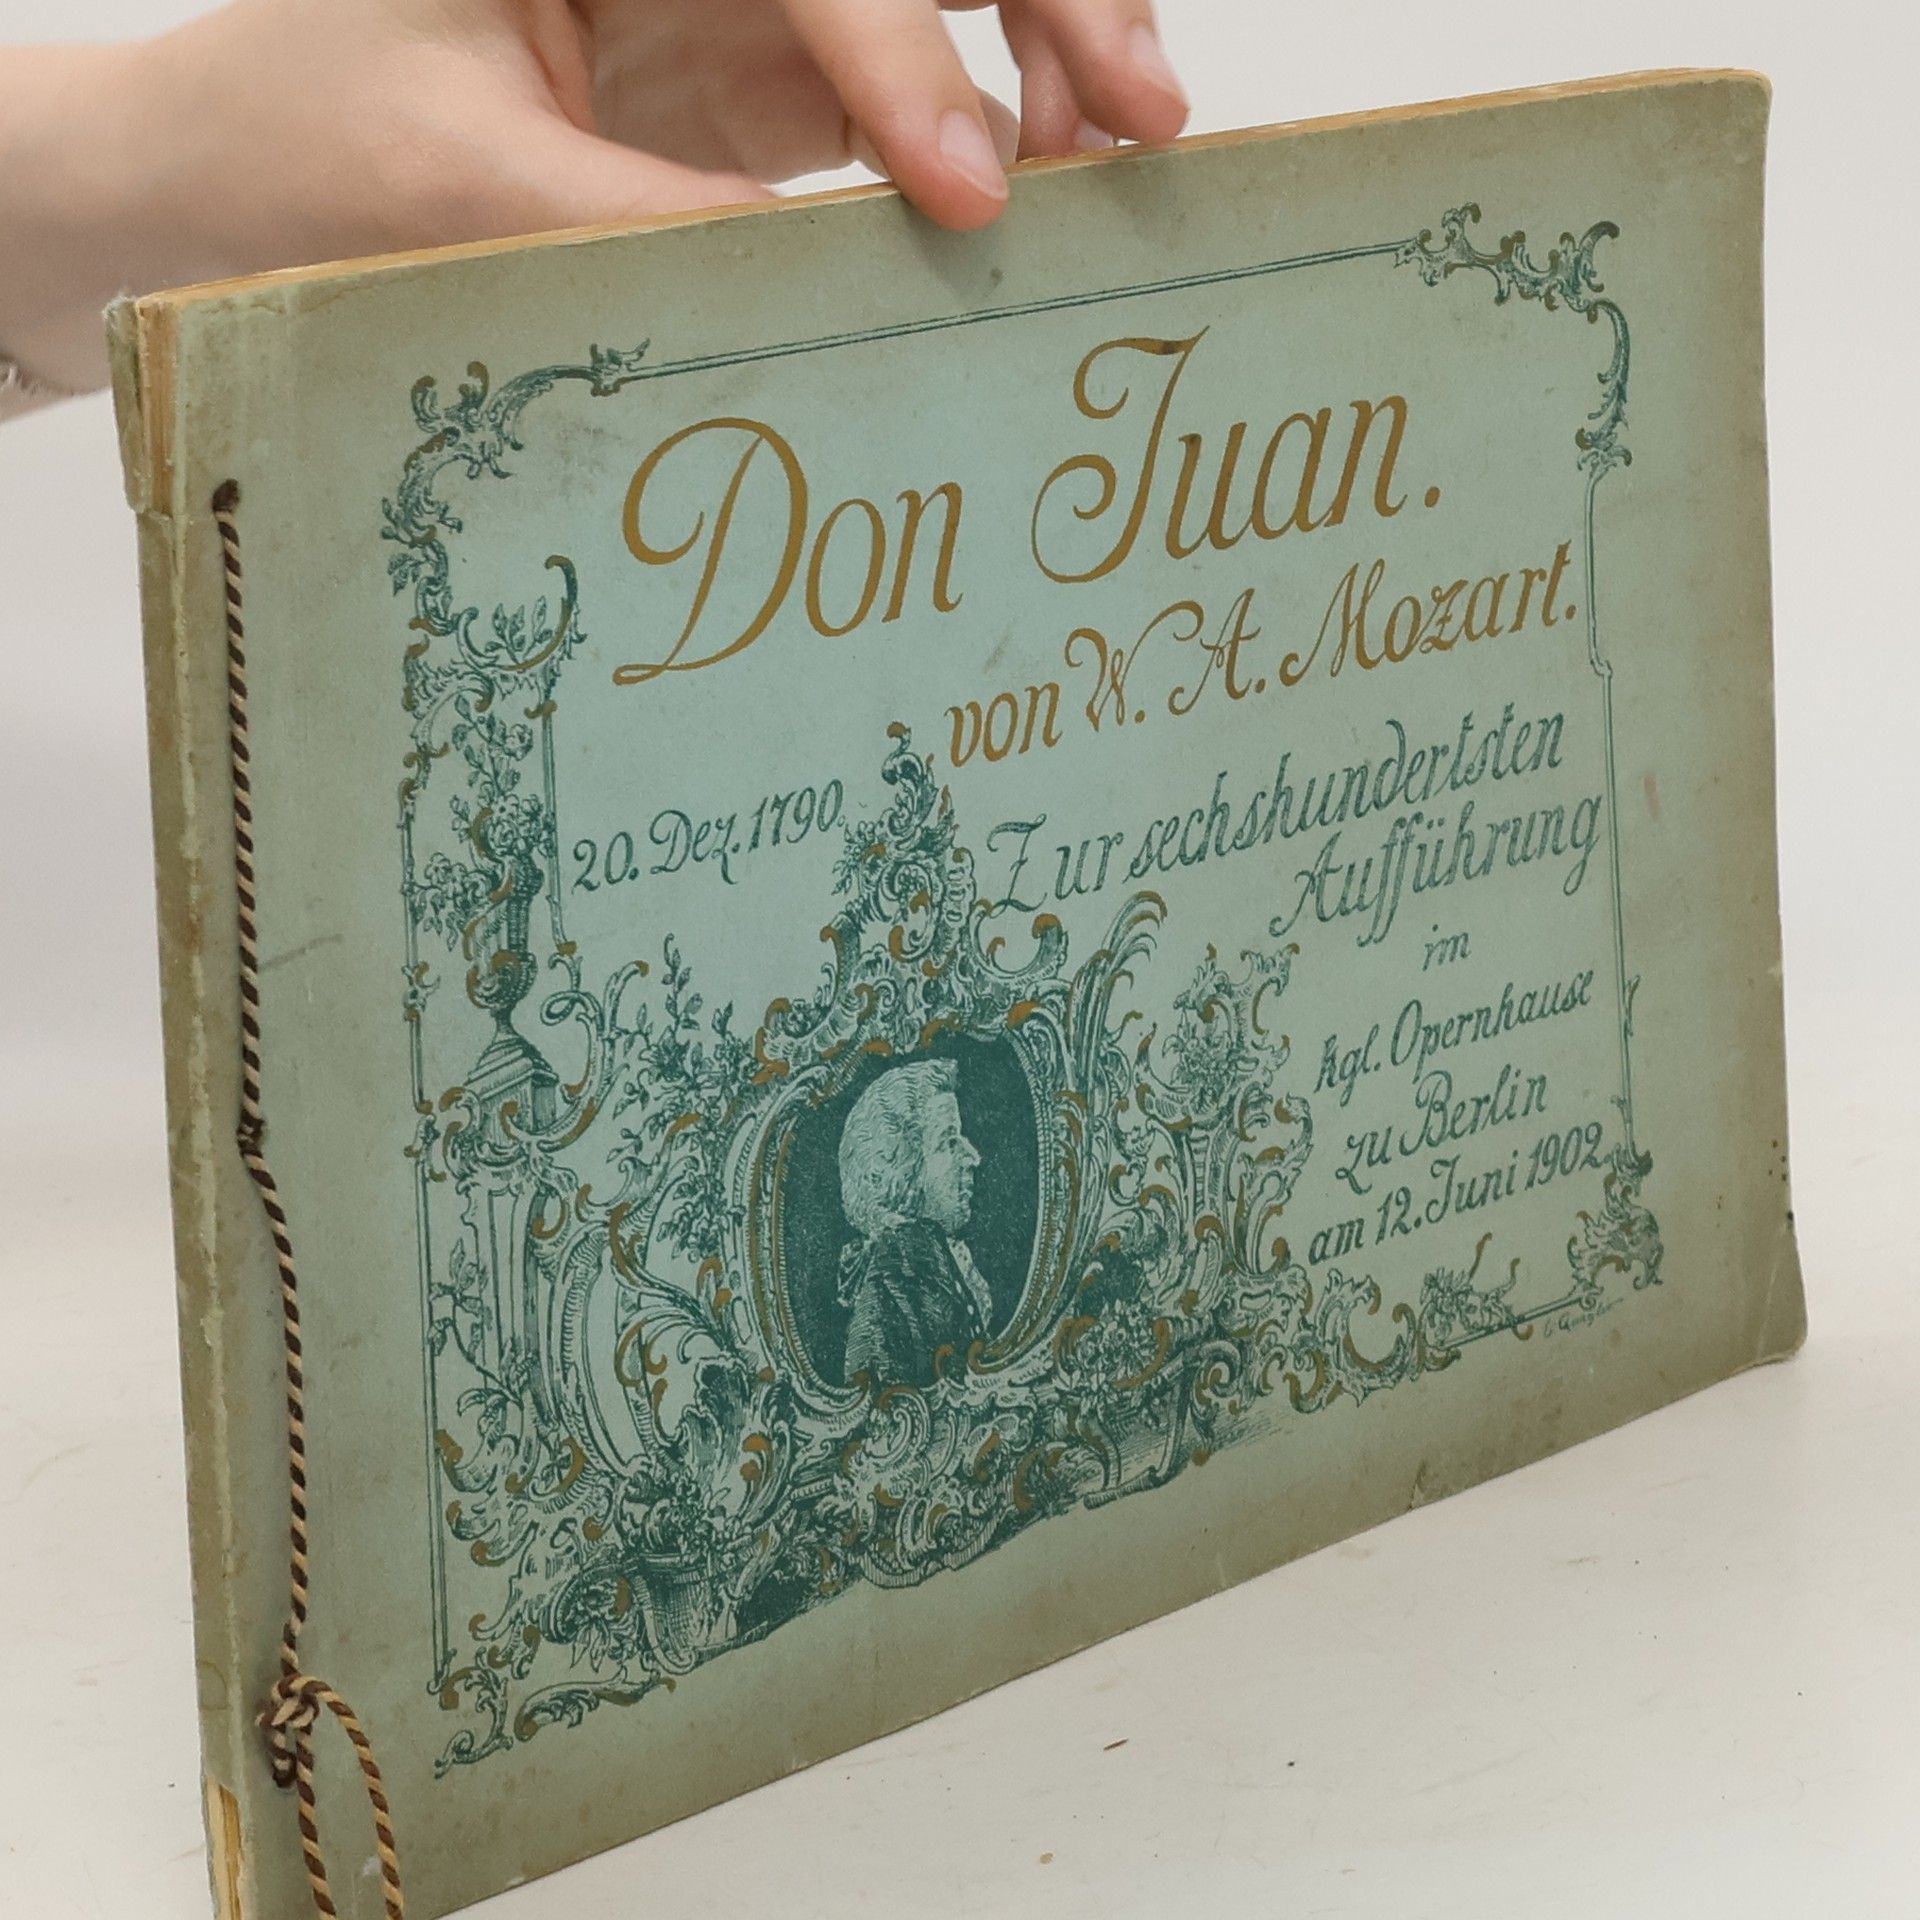 Don Juan.
von W. A. Mozart.
20. Dez. 1790.
Zur sechshundertsten
Aufführung
im
kgl. Opernhause
zu Berlin
am 12. Juni 1902.